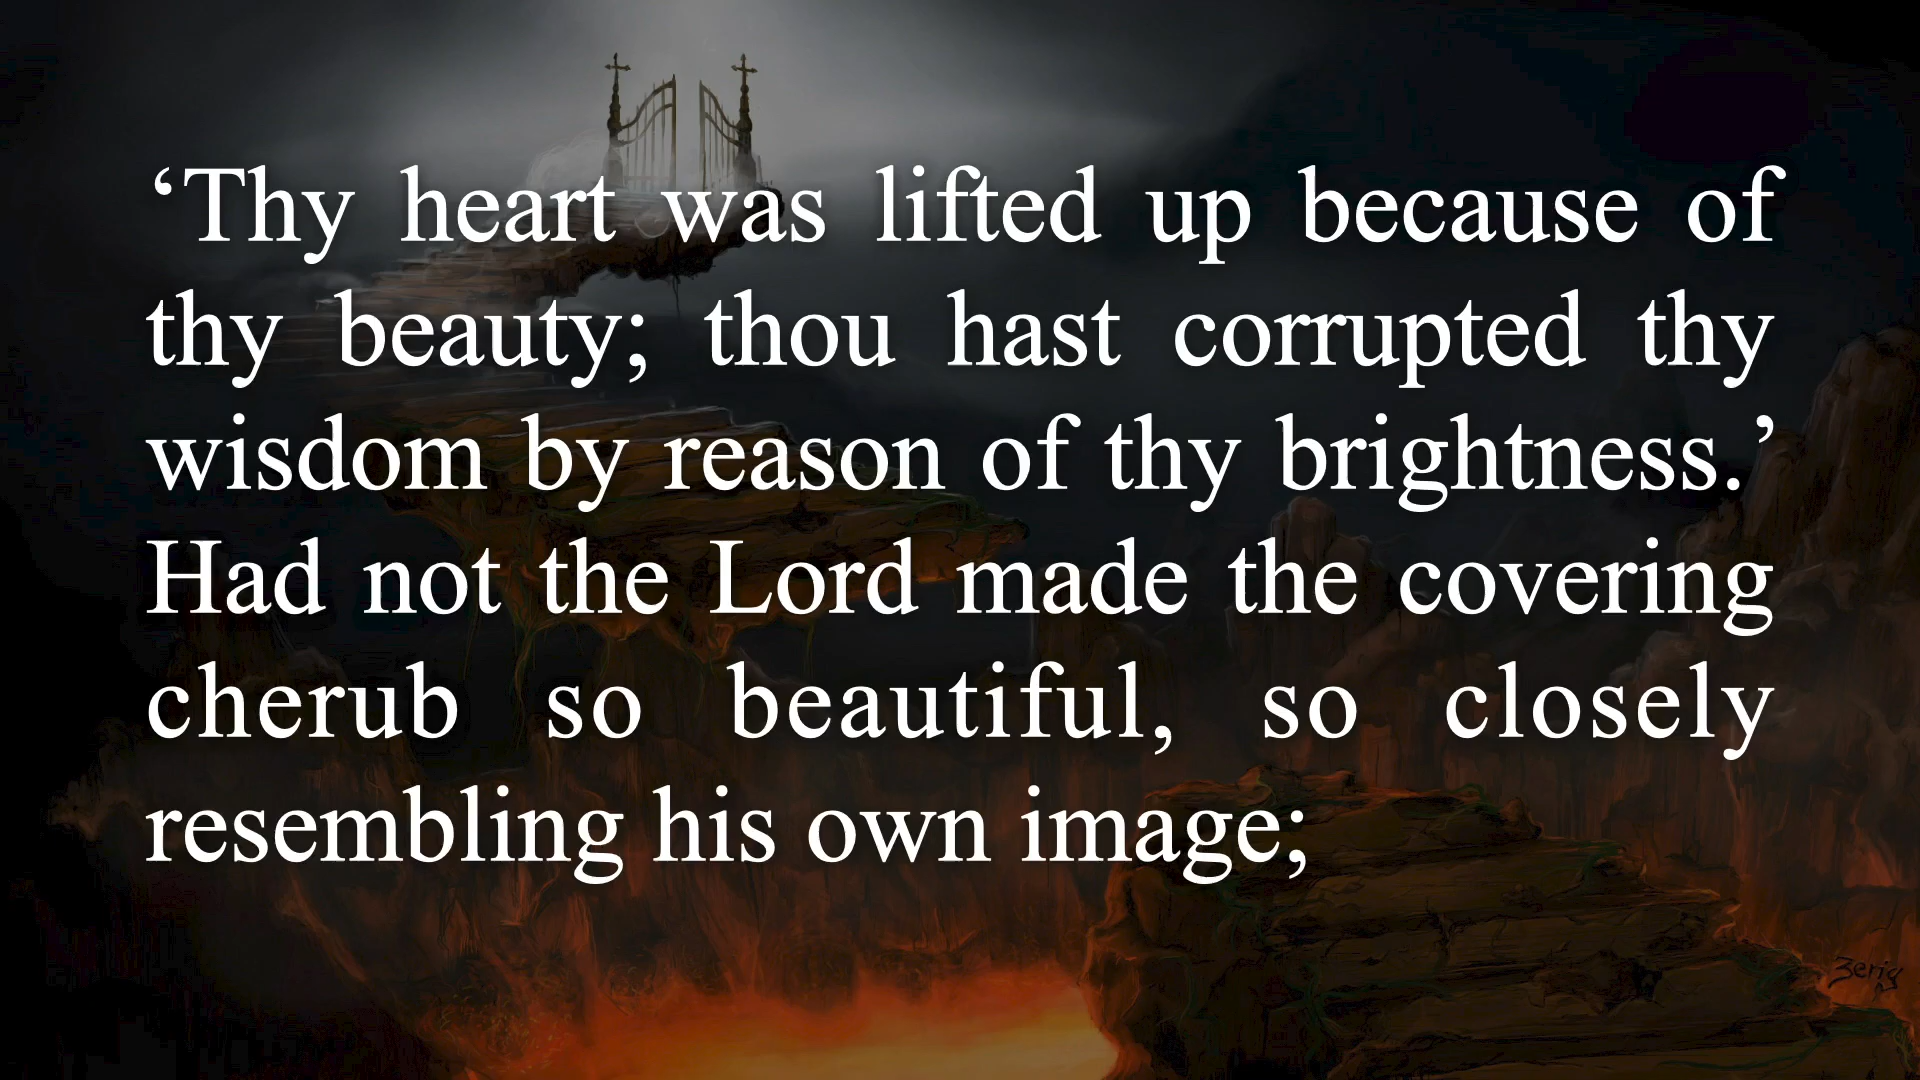 ‘Thy heart was lifted up because of
thy beauty; thou hast corrupted thy
wisdom by reason of thy brightness.’
Had not the Lord made the covering
cherub so beautiful, so closely
resembling his own image;